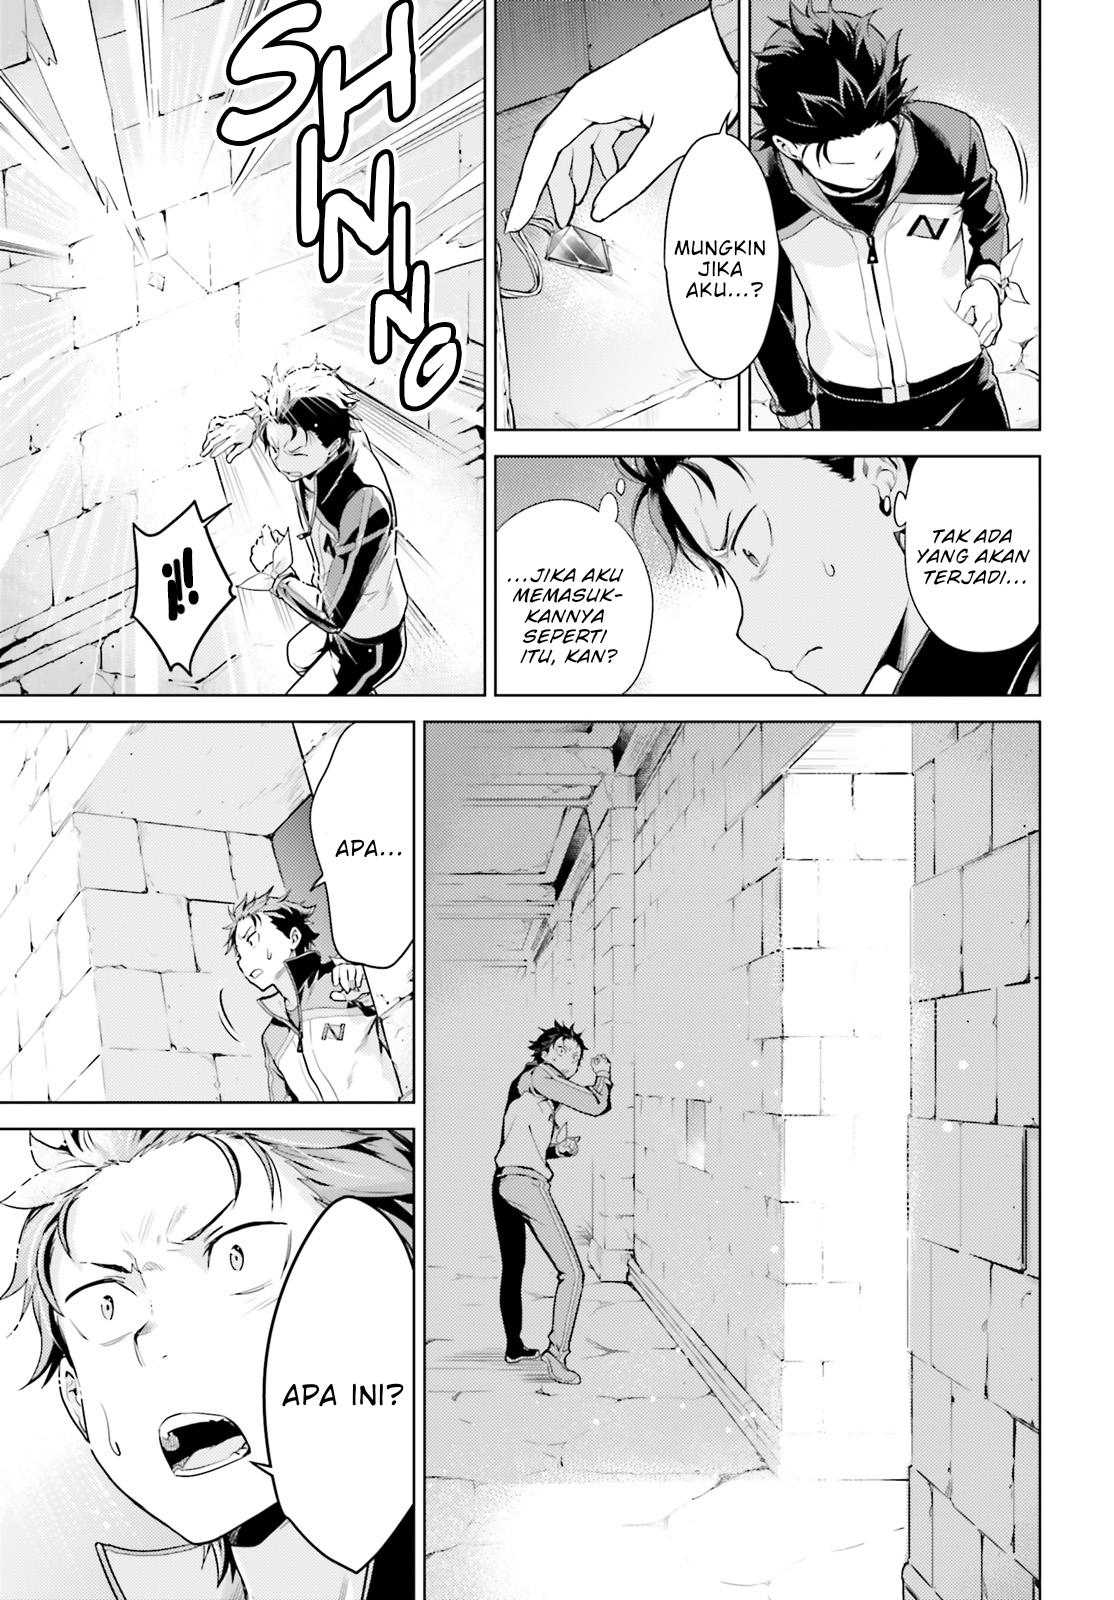 MUNGKIN
JIKA
AKU...?
N
TAK ADA
YANG AKAN
TERJADI...
...JIKA AKU
MEMASUK-
KANNYA
SEPERTI
ITU, KAN?
SHINING
!!
APA...
N
APA INI?